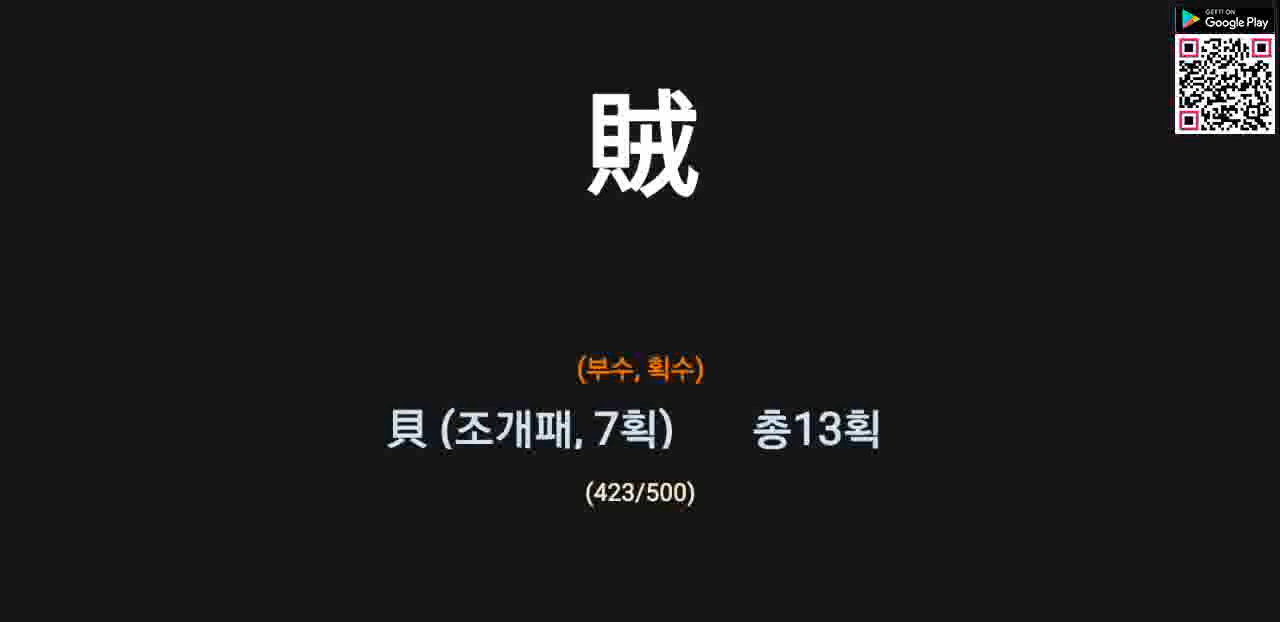 GET IT ON
Google Play
賊
(부수, 획수)
貝 (조개패, 7획) 총13획
(423/500)